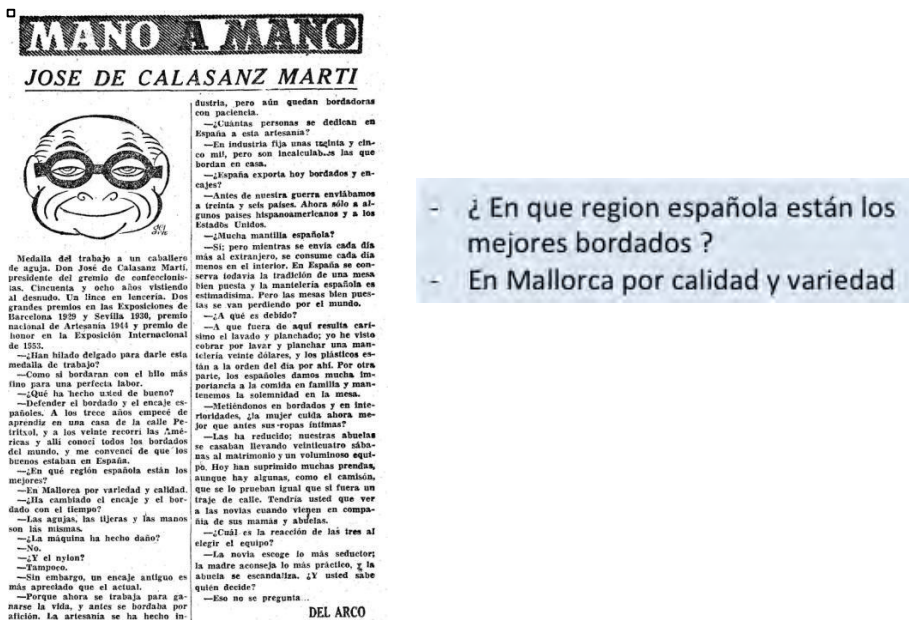 MANO A MANO
JOSE DE CALASANZ MARTI
del arco
Medalla del trabajo a un caballero
de aguja. Don José de Calasanz Martí,
presidente del gremio de confeccionis-
tas. Cincuenta y ocho años vistiendo
al desnudo. Un lince en lencería. Dos
grandes premios en las Exposiciones de
Barcelona 1929 y Sevilla 1930, premio
nacional de Artesanía 1944 y premio de
honor en la Exposición Internacional
de 1953.
—¿Han hilado delgado para darle esta
medalla de trabajo?
—Como si bordaran con el hilo más
fino para una perfecta labor.
—¿Qué ha hecho usted de bueno?
—Defender el bordado y el encaje es-
pañoles. A los trece años empecé de
aprendiz en una casa de la calle Pe-
tritxol, y a los veinte recorrí las Amé-
ricas y allí conocí todos los bordados
del mundo, y me convencí de que los
buenos estaban en España.
—¿En qué región española están los
mejores?
—En Mallorca por variedad y calidad.
—¿Ha cambiado el encaje y el bor-
dado con el tiempo?
—Las agujas, las tijeras y las manos
son las mismas.
—¿La máquina ha hecho daño?
—No.
—¿Y el nylon?
—Tampoco.
—Sin embargo, un encaje antiguo es
más apreciado que el actual.
—Porque ahora se trabaja para ga-
narse la vida, y antes se bordaba por
afición. La artesanía se ha hecho in-
dustria, pero aún quedan bordadoras
con paciencia.
—¿Cuántas personas se dedican en
España a esta artesanía?
—En industria fija unas treinta y cin-
co mil, pero son incalculables las que
bordan en casa.
—¿España exporta hoy bordados y en-
cajes?
—Antes de nuestra guerra enviábamos
a treinta y seis países. Ahora sólo a al-
gunos países hispanoamericanos y a los
Estados Unidos.
—¿Mucha mantilla española?
—Sí; pero mientras se envía cada día
más al extranjero, se consume cada día
menos en el interior. En España se con-
serva todavía la tradición de una mesa
bien puesta y la mantelería española es
estimadísima. Pero las mesas bien pues-
tas se van perdiendo por el mundo.
—¿A qué es debido?
—A que fuera de aquí resulta carí-
simo el lavado y planchado; yo he visto
cobrar por lavar y planchar una man-
telería veinte dólares, y los plásticos es-
tán a la orden del día por ahí. Por otra
parte, los españoles damos mucha im-
portancia a la comida en familia y man-
tenemos la solemnidad en la mesa.
—Metiéndonos en bordados y en inte-
rioridades, ¿la mujer cuida ahora me-
jor que antes sus ropas íntimas?
—Las ha reducido; nuestras abuelas
se casaban llevando veinticuatro sába-
nas al matrimonio y un voluminoso equi-
po. Hoy han suprimido muchas prendas,
aunque hay algunas, como el camisón,
que se lo prueban igual que si fuera un
traje de calle. Tendría usted que ver
a las novias cuando vienen en compa-
ñía de sus mamás y abuelas.
—¿Cuál es la reacción de las tres al
elegir el equipo?
—La novia escoge lo más seductor;
la madre aconseja lo más práctico, y la
abuela se escandaliza. ¿Y usted sabe
quién decide?
—Eso no se pregunta...
DEL ARCO
- ¿ En que region española están los
mejores bordados ?
- En Mallorca por calidad y variedad